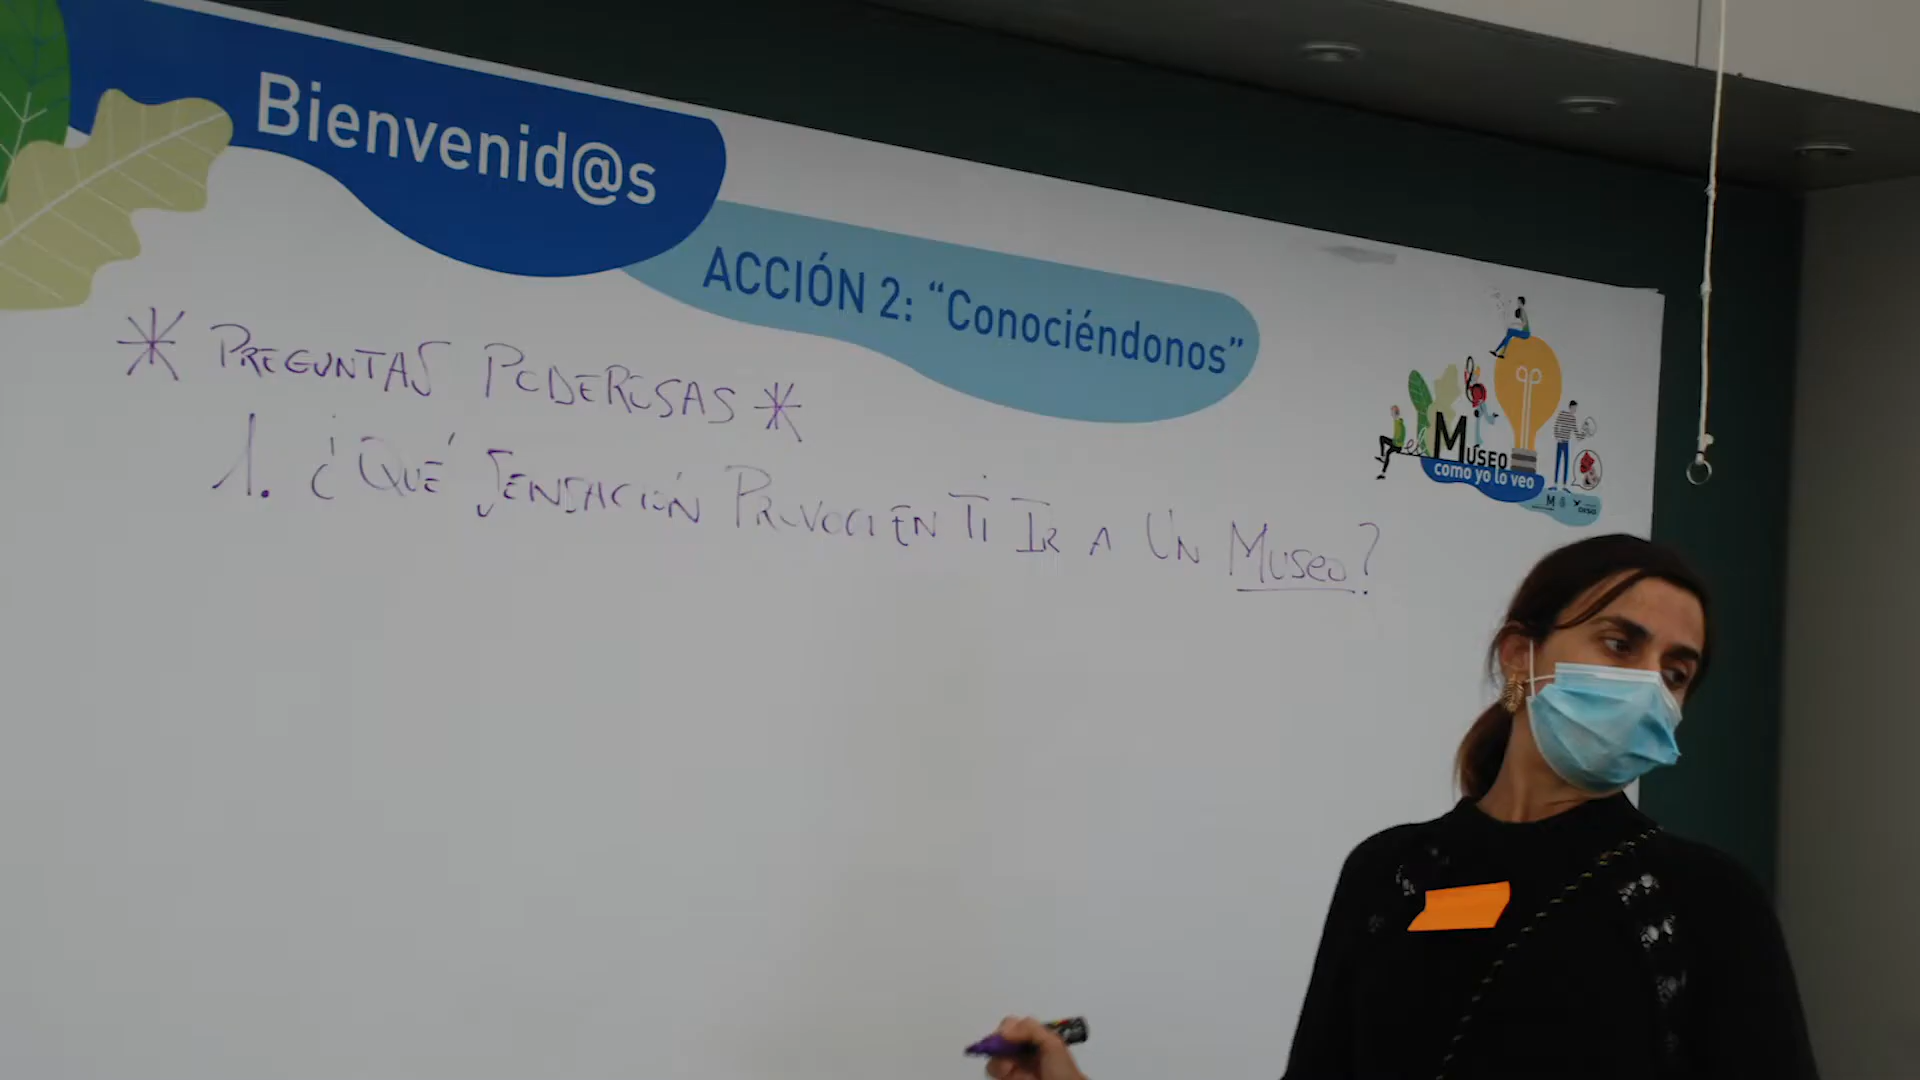 Bienvenid@s
ACCIÓN 2: “Conociéndonos”
* PREGUNTAS PODEROSAS *
1. ¿QUÉ SENSACIÓN PROVOCA EN TI IR A UN MUSEO?
el MUSEO
como yo lo veo